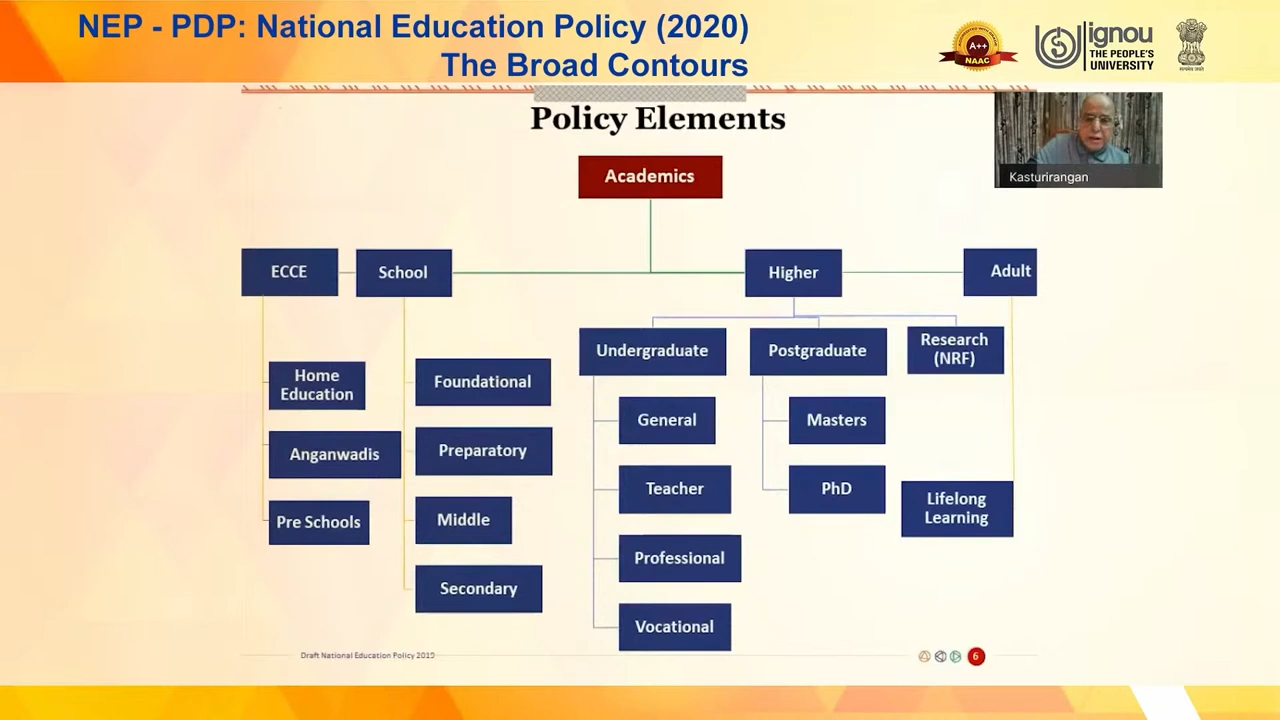 NEP - PDP: National Education Policy (2020)
The Broad Contours
A++
NAAC
ignou
THE PEOPLE'S
UNIVERSITY
Policy Elements
Kasturirangan
Academics
ECCE
School
Higher
Adult
Undergraduate
Postgraduate
Research
(NRF)
Home
Education
Foundational
General
Masters
Anganwadis
Preparatory
Teacher
PhD
Pre Schools
Middle
Lifelong
Learning
Professional
Secondary
Vocational
Draft National Education Policy 2019
6